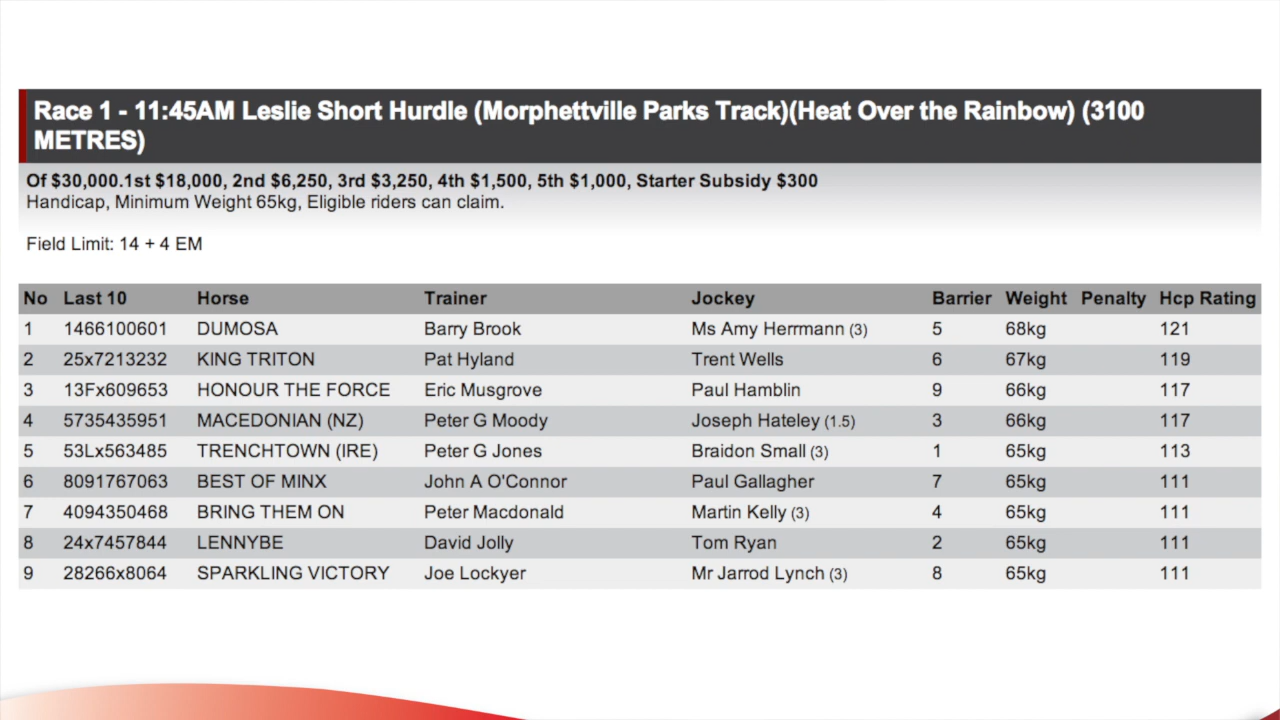 Race 1 - 11:45AM Leslie Short Hurdle (Morphettville Parks Track)(Heat Over the Rainbow) (3100
METRES)
Of $30,000.1st $18,000, 2nd $6,250, 3rd $3,250, 4th $1,500, 5th $1,000, Starter Subsidy $300
Handicap, Minimum Weight 65kg, Eligible riders can claim.
Field Limit: 14 + 4 EM
No Last 10 Horse Trainer Jockey Barrier Weight Penalty Hcp Rating
1 1466100601 DUMOSA Barry Brook Ms Amy Herrmann (3) 5 68kg 121
2 25x7213232 KING TRITON Pat Hyland Trent Wells 6 67kg 119
3 13Fx609653 HONOUR THE FORCE Eric Musgrove Paul Hamblin 9 66kg 117
4 5735435951 MACEDONIAN (NZ) Peter G Moody Joseph Hateley (1.5) 3 66kg 117
5 53Lx563485 TRENCHTOWN (IRE) Peter G Jones Braidon Small (3) 1 65kg 113
6 8091767063 BEST OF MINX John A O'Connor Paul Gallagher 7 65kg 111
7 4094350468 BRING THEM ON Peter Macdonald Martin Kelly (3) 4 65kg 111
8 24x7457844 LENNYBE David Jolly Tom Ryan 2 65kg 111
9 28266x8064 SPARKLING VICTORY Joe Lockyer Mr Jarrod Lynch (3) 8 65kg 111